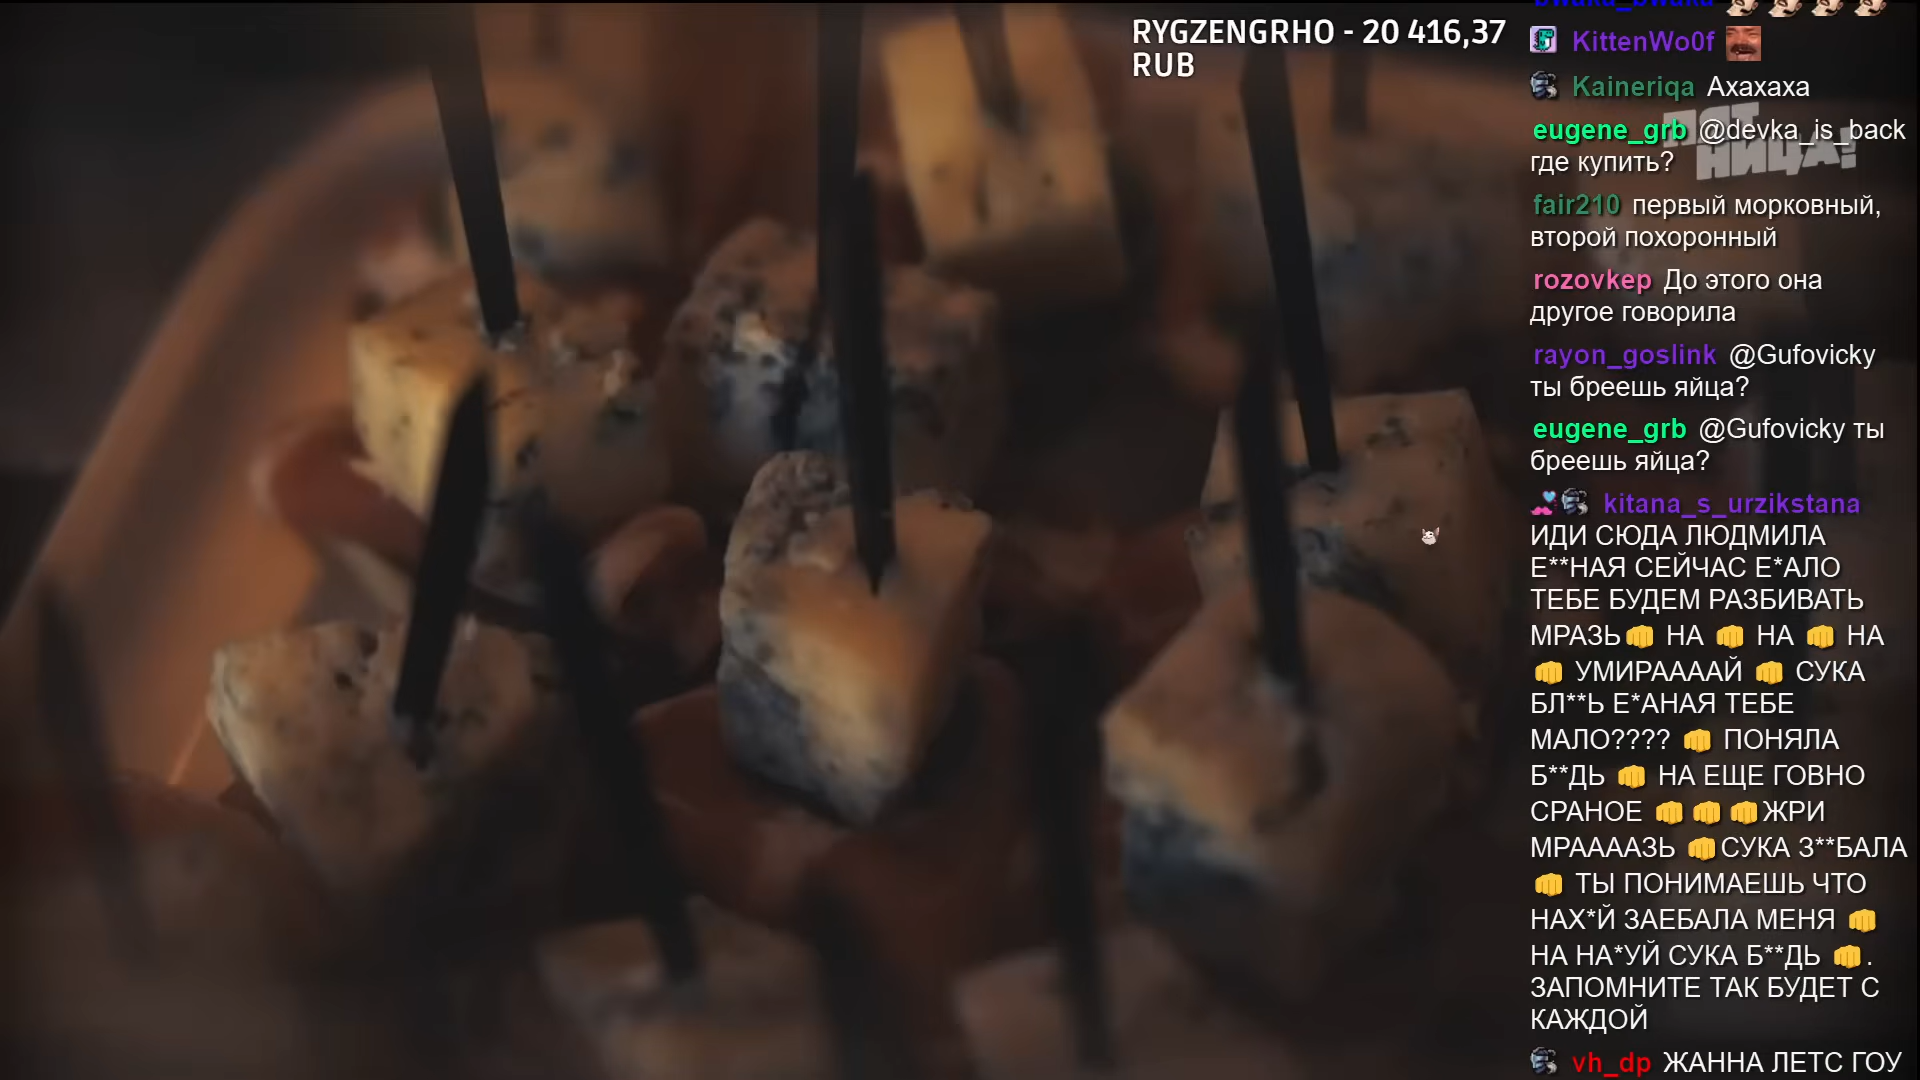 RYGZENGRHO - 20 416,37
RUB
KittenWo0f
Kaineriqa Ахахаха
ПЯТ
НИЦА!
eugene_grb @devka_is_back
где купить?
fair210 первый морковный,
второй похоронный
rozovkep До этого она
другое говорила
rayon_goslink @Gufovicky
ты бреешь яйца?
eugene_grb @Gufovicky ты
бреешь яйца?
kitana_s_urzikstana
ИДИ СЮДА ЛЮДМИЛА
Е**НАЯ СЕЙЧАС Е*АЛО
ТЕБЕ БУДЕМ РАЗБИВАТЬ
МРАЗЬ👊 НА 👊 НА 👊 НА
👊 УМИРАААЙ 👊 СУКА
БЛ**Ь Е*АНАЯ ТЕБЕ
МАЛО???? 👊 ПОНЯЛА
Б**ДЬ 👊 НА ЕЩЕ ГОВНО
СРАНОЕ 👊 👊 👊ЖРИ
МРААААЗЬ 👊СУКА З**БАЛА
👊 ТЫ ПОНИМАЕШЬ ЧТО
НАХ*Й ЗАЕБАЛА МЕНЯ 👊
НА НА*УЙ СУКА Б**ДЬ 👊.
ЗАПОМНИТЕ ТАК БУДЕТ С
КАЖДОЙ
vh_dp ЖАННА ЛЕТС ГОУ